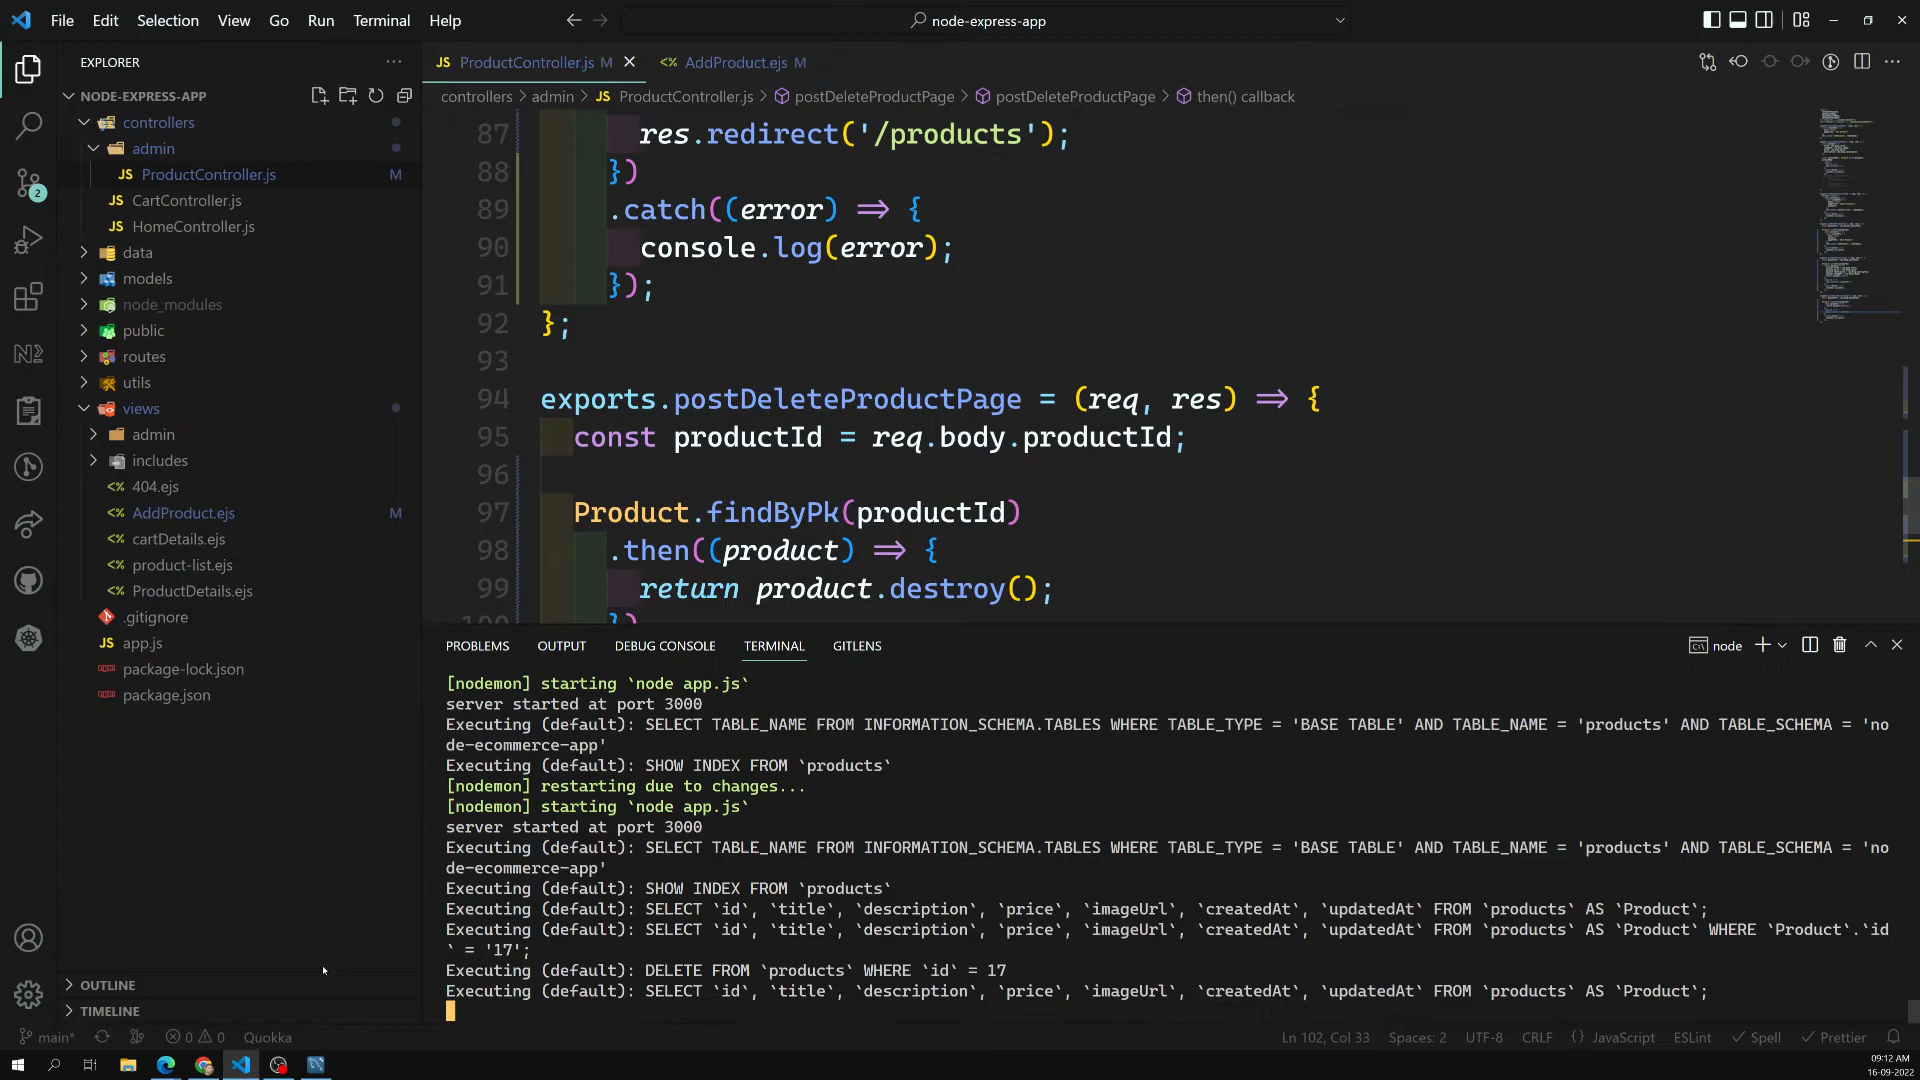 File Edit Selection View Go Run Terminal Help
node-express-app
EXPLORER
NODE-EXPRESS-APP
controllers
admin
JS ProductController.js M
JS CartController.js
JS HomeController.js
data
models
node_modules
public
routes
utils
views
admin
includes
<%> 404.ejs
<%> AddProduct.ejs M
<%> cartDetails.ejs
<%> product-list.ejs
<%> ProductDetails.ejs
.gitignore
JS app.js
package-lock.json
package.json
OUTLINE
TIMELINE
2
JS ProductController.js M
<%> AddProduct.ejs M
controllers > admin > JS ProductController.js > postDeleteProductPage > postDeleteProductPage > then() callback
87 res.redirect('/products');
88 })
89 .catch((error) => {
90 console.log(error);
91 });
92 };
93
94 exports.postDeleteProductPage = (req, res) => {
95 const productId = req.body.productId;
96
97 Product.findByPk(productId)
98 .then((product) => {
99 return product.destroy();
100 })
PROBLEMS OUTPUT DEBUG CONSOLE TERMINAL GITLENS
node
[nodemon] starting `node app.js`
server started at port 3000
Executing (default): SELECT TABLE_NAME FROM INFORMATION_SCHEMA.TABLES WHERE TABLE_TYPE = 'BASE TABLE' AND TABLE_NAME = 'products' AND TABLE_SCHEMA = 'no
de-ecommerce-app'
Executing (default): SHOW INDEX FROM `products`
[nodemon] restarting due to changes...
[nodemon] starting `node app.js`
server started at port 3000
Executing (default): SELECT TABLE_NAME FROM INFORMATION_SCHEMA.TABLES WHERE TABLE_TYPE = 'BASE TABLE' AND TABLE_NAME = 'products' AND TABLE_SCHEMA = 'no
de-ecommerce-app'
Executing (default): SHOW INDEX FROM `products`
Executing (default): SELECT `id`, `title`, `description`, `price`, `imageUrl`, `createdAt`, `updatedAt` FROM `products` AS `Product`;
Executing (default): SELECT `id`, `title`, `description`, `price`, `imageUrl`, `createdAt`, `updatedAt` FROM `products` AS `Product` WHERE `Product`.`id
` = '17';
Executing (default): DELETE FROM `products` WHERE `id` = 17
Executing (default): SELECT `id`, `title`, `description`, `price`, `imageUrl`, `createdAt`, `updatedAt` FROM `products` AS `Product`;
main* 0 0 Quokka
Ln 102, Col 33 Spaces: 2 UTF-8 CRLF {} JavaScript ESLint Spell Prettier
09:12 AM
16-09-2022